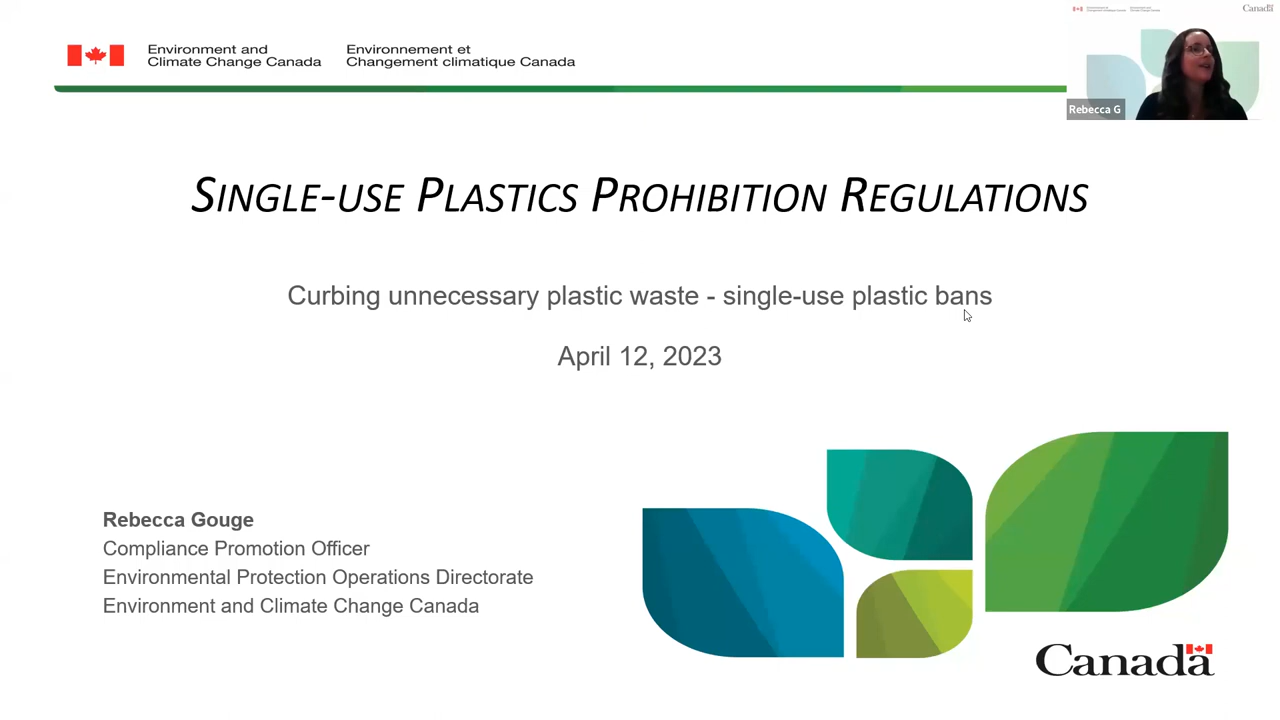 Environment and
Climate Change Canada
Environnement et
Changement climatique Canada
Canada
Rebecca G
SINGLE-USE PLASTICS PROHIBITION REGULATIONS
Curbing unnecessary plastic waste - single-use plastic bans
April 12, 2023
Rebecca Gouge
Compliance Promotion Officer
Environmental Protection Operations Directorate
Environment and Climate Change Canada
Canada